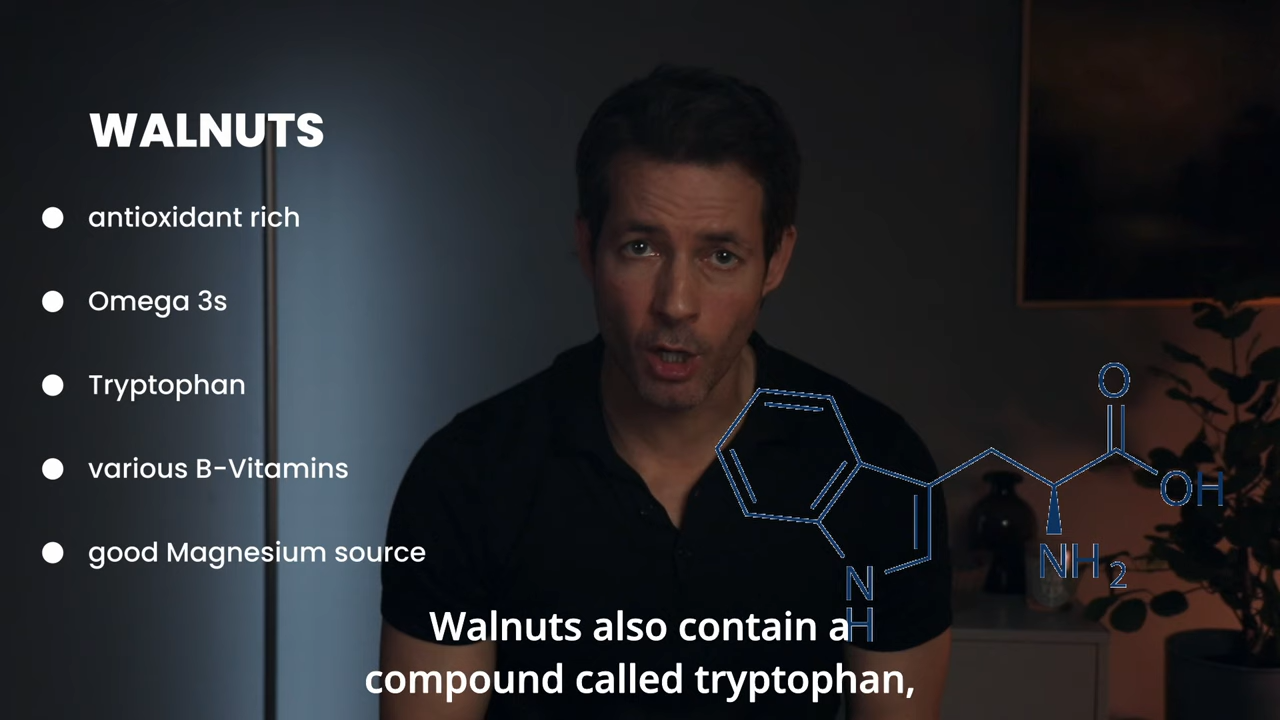 WALNUTS
antioxidant rich
Omega 3s
Tryptophan
various B-Vitamins
good Magnesium source
O
OH
NH2
N
H
Walnuts also contain a
compound called tryptophan,